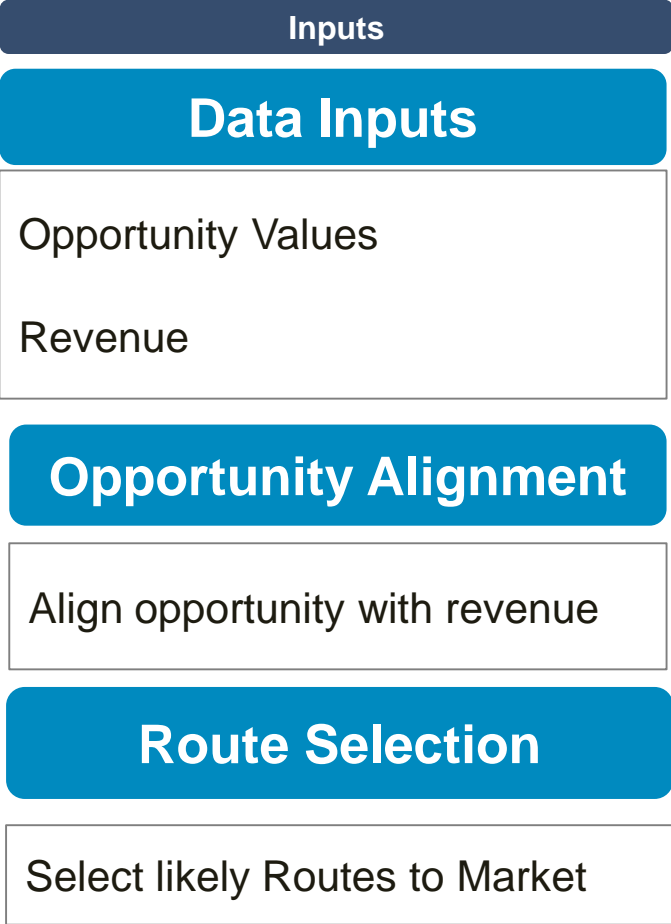 Inputs
Data Inputs
Opportunity Values
Revenue
Opportunity Alignment
Align opportunity with revenue
Route Selection
Select likely Routes to Market